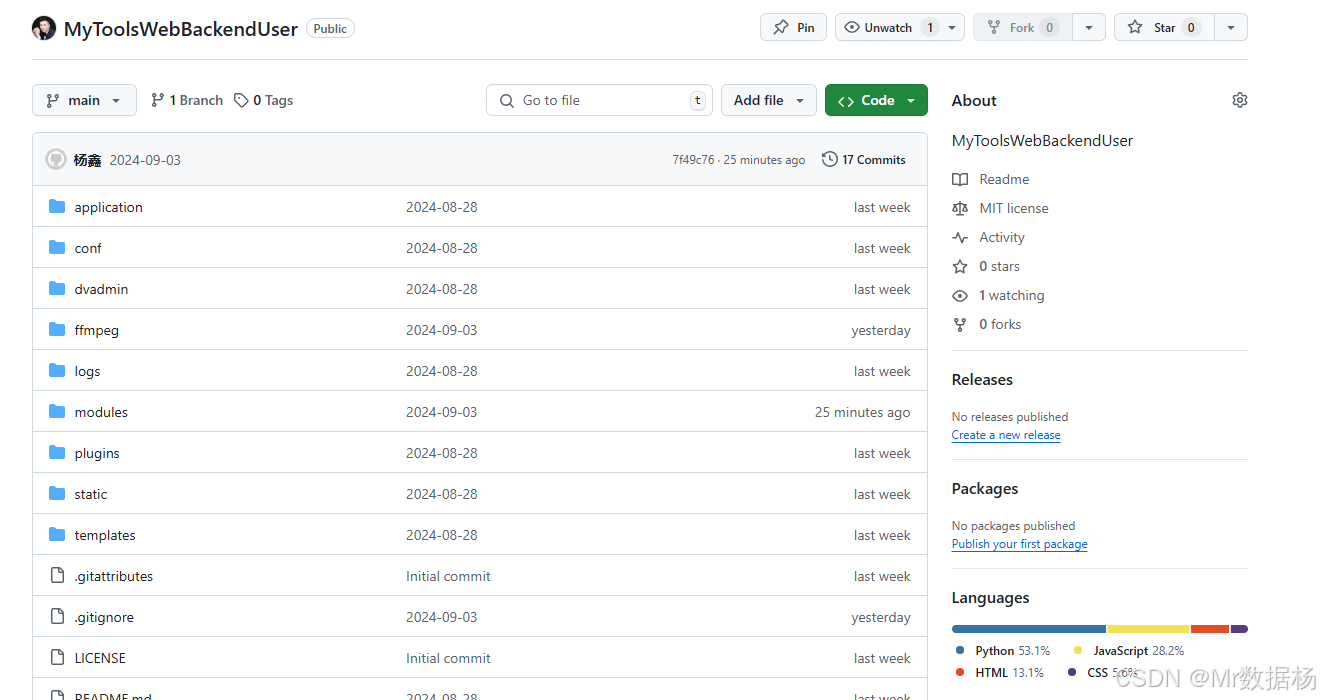 MyToolsWebBackendUser Public Pin Unwatch 1 Fork 0 Star 0
main 1 Branch 0 Tags Go to file t Add file Code
杨鑫 2024-09-03 7f49c76 · 25 minutes ago 17 Commits
application 2024-08-28 last week
conf 2024-08-28 last week
dvadmin 2024-08-28 last week
ffmpeg 2024-09-03 yesterday
logs 2024-08-28 last week
modules 2024-09-03 25 minutes ago
plugins 2024-08-28 last week
static 2024-08-28 last week
templates 2024-08-28 last week
.gitattributes Initial commit last week
.gitignore 2024-09-03 yesterday
LICENSE Initial commit last week
README.md 2024-08-28 last week
About
MyToolsWebBackendUser
Readme
MIT license
Activity
0 stars
1 watching
0 forks
Releases
No releases published
Create a new release
Packages
No packages published
Publish your first package
Languages
Python 53.1% JavaScript 28.2%
HTML 13.1% CSS 5.6%
CSDN @Mr数据杨